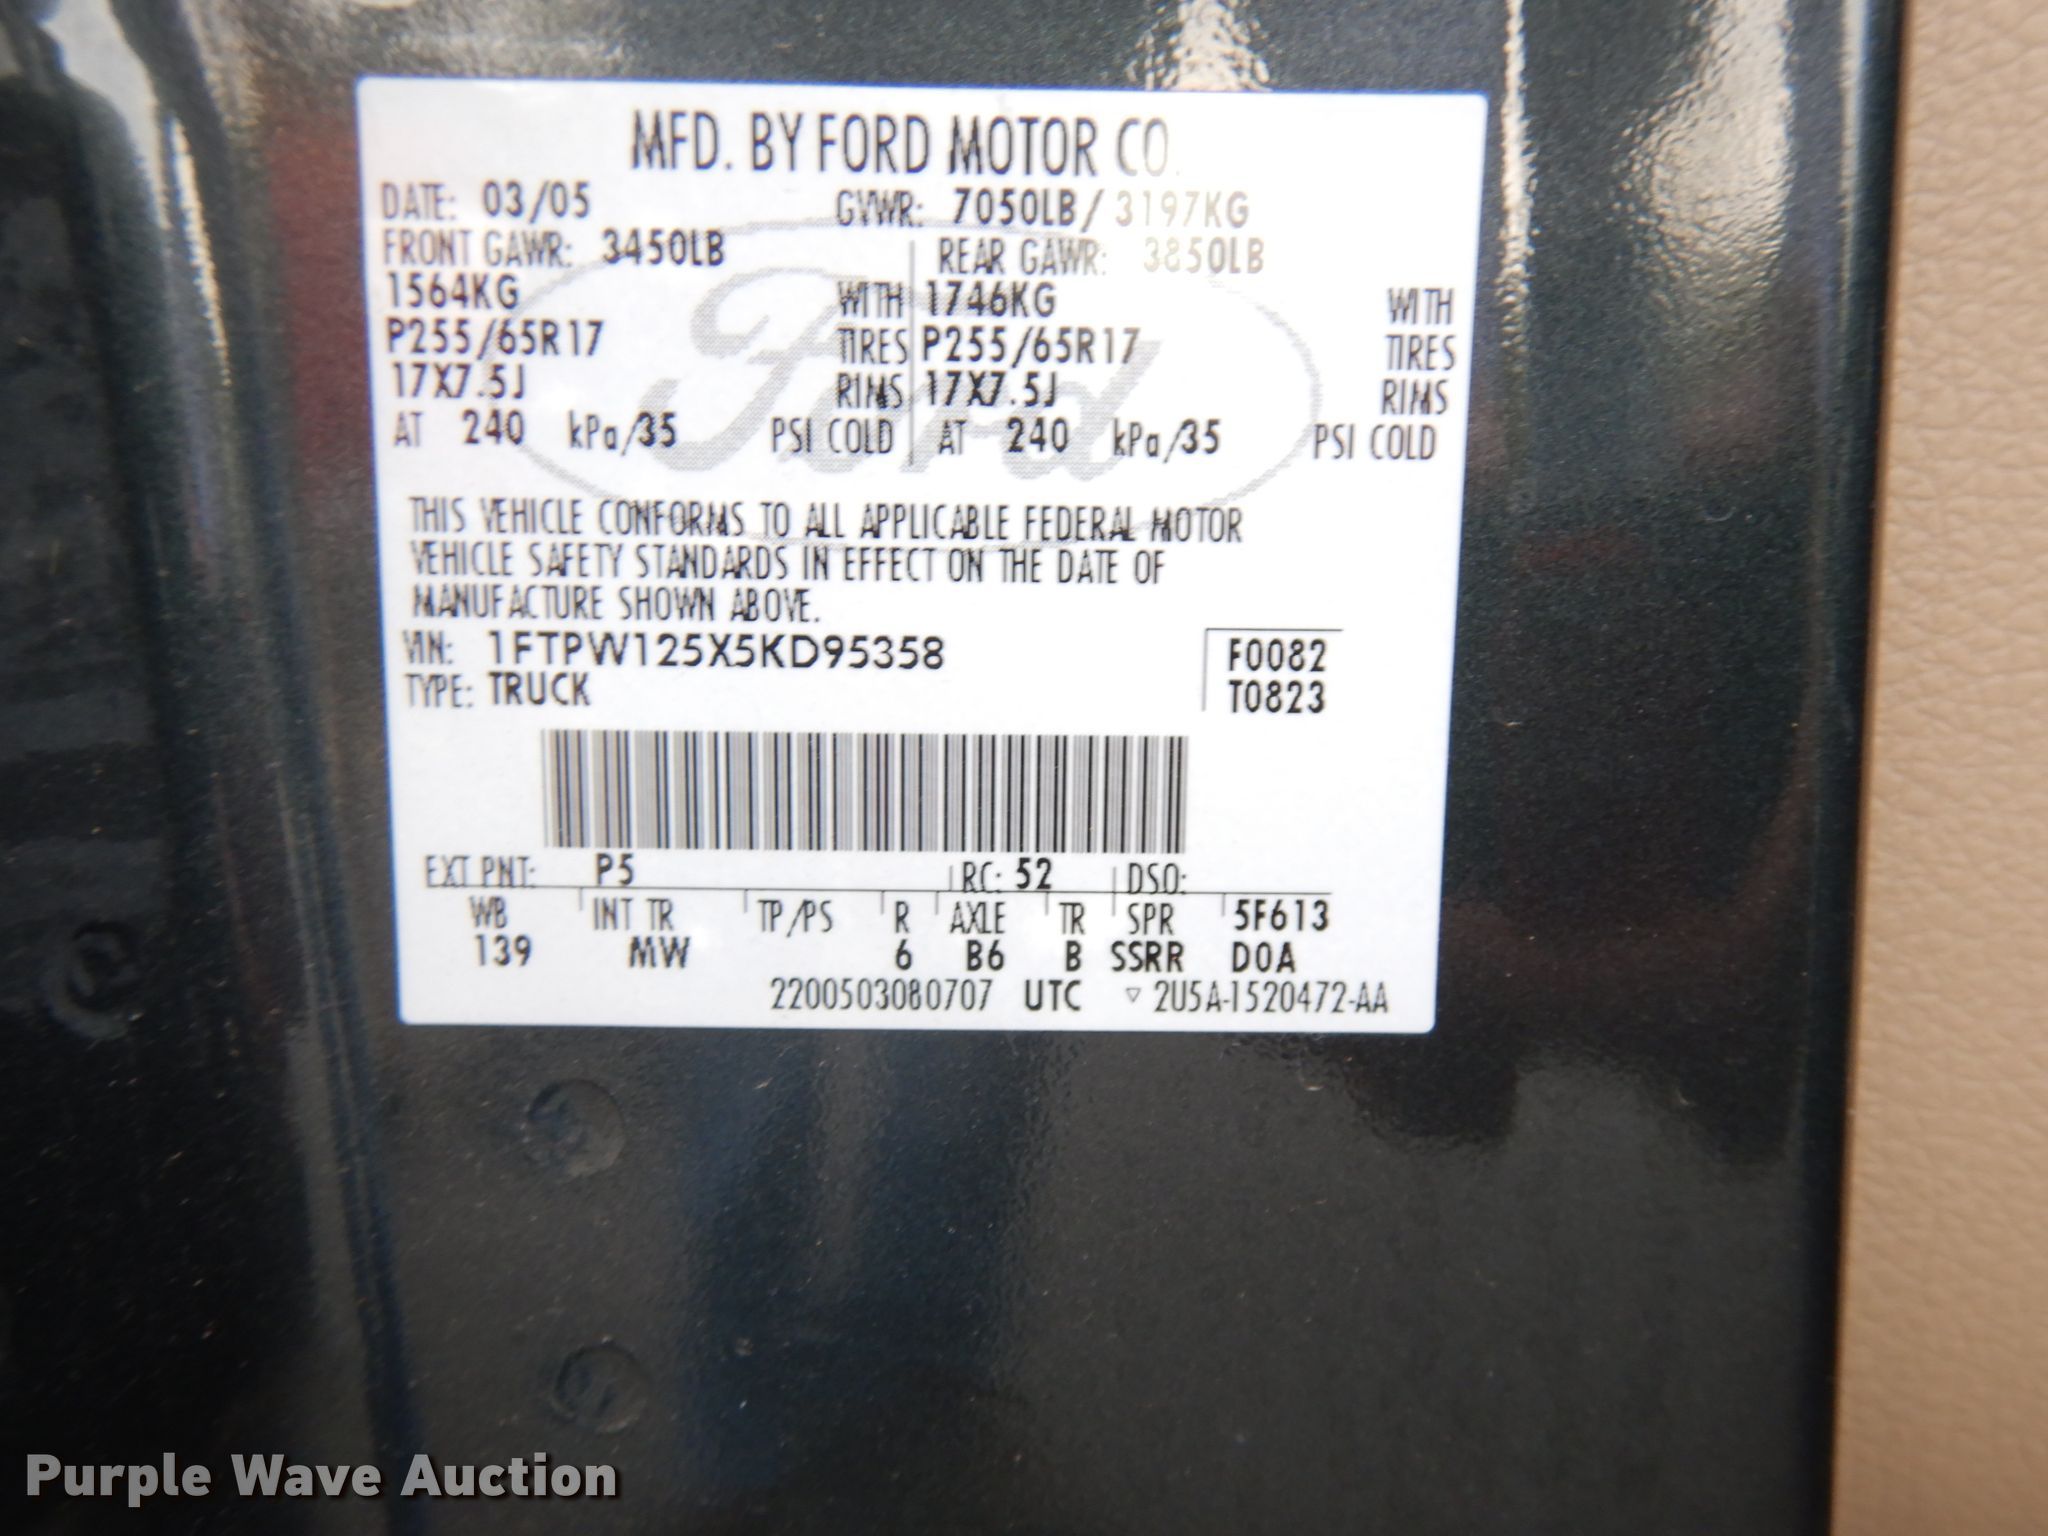 MFD. BY FORD MOTOR CO.
DATE: 03/05 GVWR: 7050LB/3197KG
FRONT GAWR: 3450LB REAR GAWR: 3850LB
1564KG WITH 1746KG WITH
P255/65R17 TIRES P255/65R17 TIRES
17X7.5J RIMS 17X7.5J RIMS
AT 240 kPa/35 PSI COLD AT 240 kPa/35 PSI COLD
Ford
THIS VEHICLE CONFORMS TO ALL APPLICABLE FEDERAL MOTOR
VEHICLE SAFETY STANDARDS IN EFFECT ON THE DATE OF
MANUFACTURE SHOWN ABOVE.
VIN: 1FTPW125X5KD95358 F0082
TYPE: TRUCK T0823
EXT PNT: P5 RC: 52 DSO:
WB INT TR TP/PS R AXLE TR SPR 5F613
139 MW 6 B6 B SSRR D0A
2200503080707 UTC ▽ 2U5A-1520472-AA
Purple Wave Auction